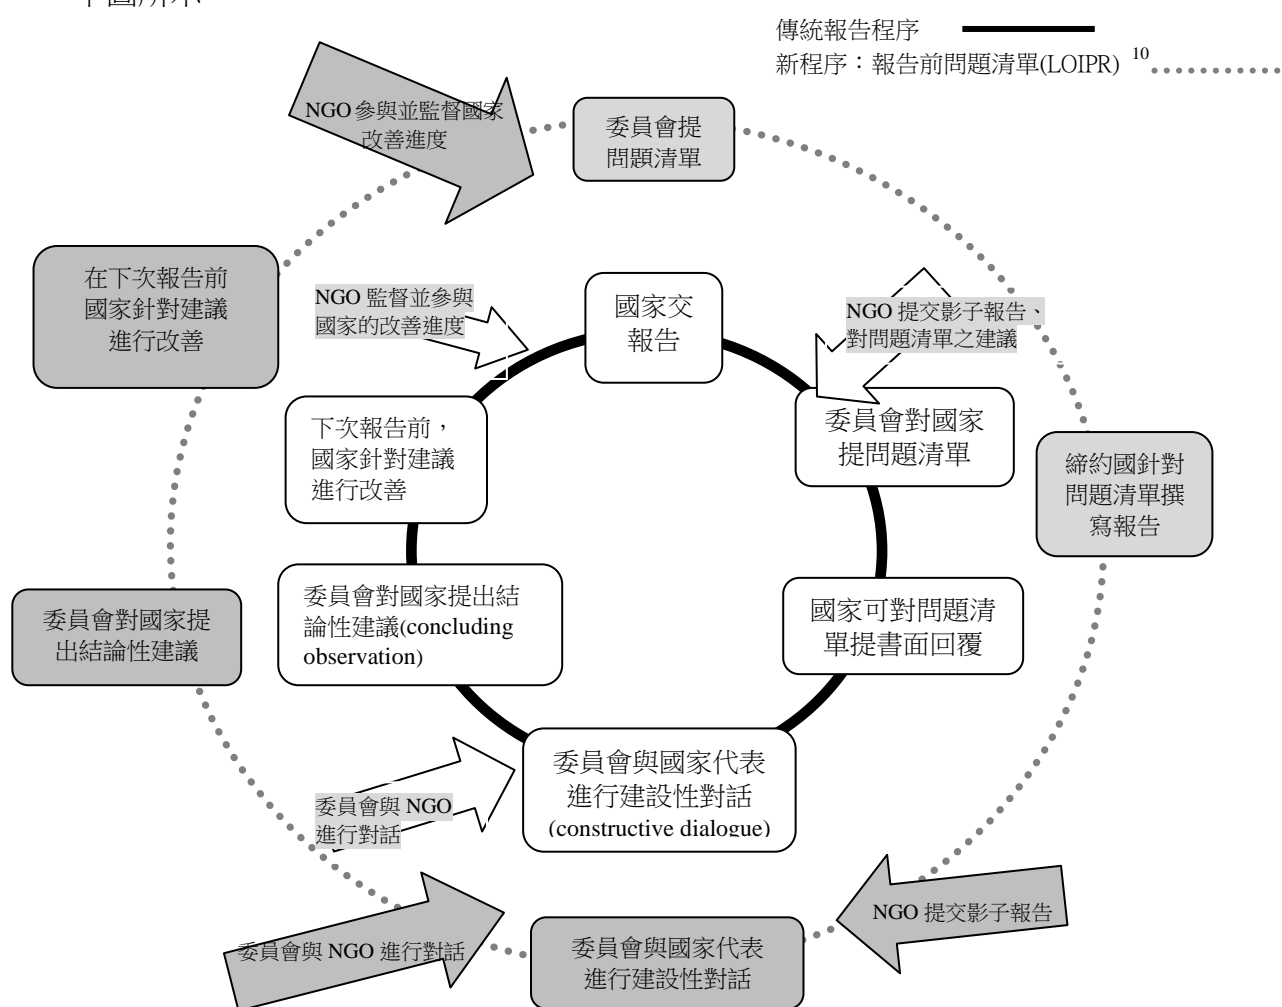 傳統報告程序
新程序：報告前問題清單(LOIPR) 10
NGO 參與並監督國家
改善進度
委員會提
問題清單
在下次報告前
國家針對建議
進行改善
NGO 監督並參與
國家的改善進度
國家交
報告
NGO 提交影子報告、
對問題清單之建議
下次報告前，
國家針對建議
進行改善
委員會對國家
提問題清單
締約國針對
問題清單撰
寫報告
委員會對國家提
出結論性建議
委員會對國家提出結
論性建議(concluding
observation)
國家可對問題清
單提書面回覆
委員會與國家代表
進行建設性對話
(constructive dialogue)
委員會與 NGO
進行對話
NGO 提交影子報告
委員會與 NGO 進行對話
委員會與國家代表
進行建設性對話